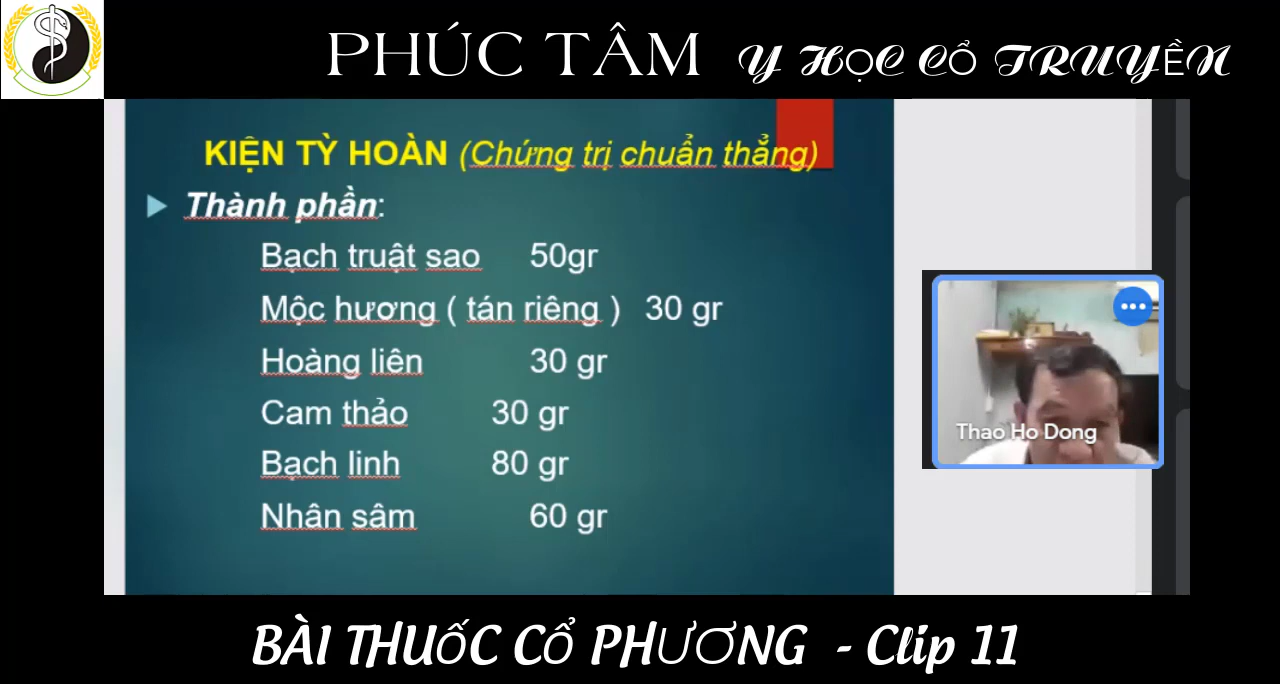 PHÚC TÂM Y HỌC CỔ TRUYỀN
KIỆN TỲ HOÀN (Chứng trị chuẩn thẳng)
Thành phần:
Bạch truật sao 50gr
Mộc hương ( tán riêng ) 30 gr
Hoàng liên 30 gr
Cam thảo 30 gr
Bạch linh 80 gr
Nhân sâm 60 gr
Thao Ho Dong
BÀI THUỐC CỔ PHƯƠNG - Clip 11